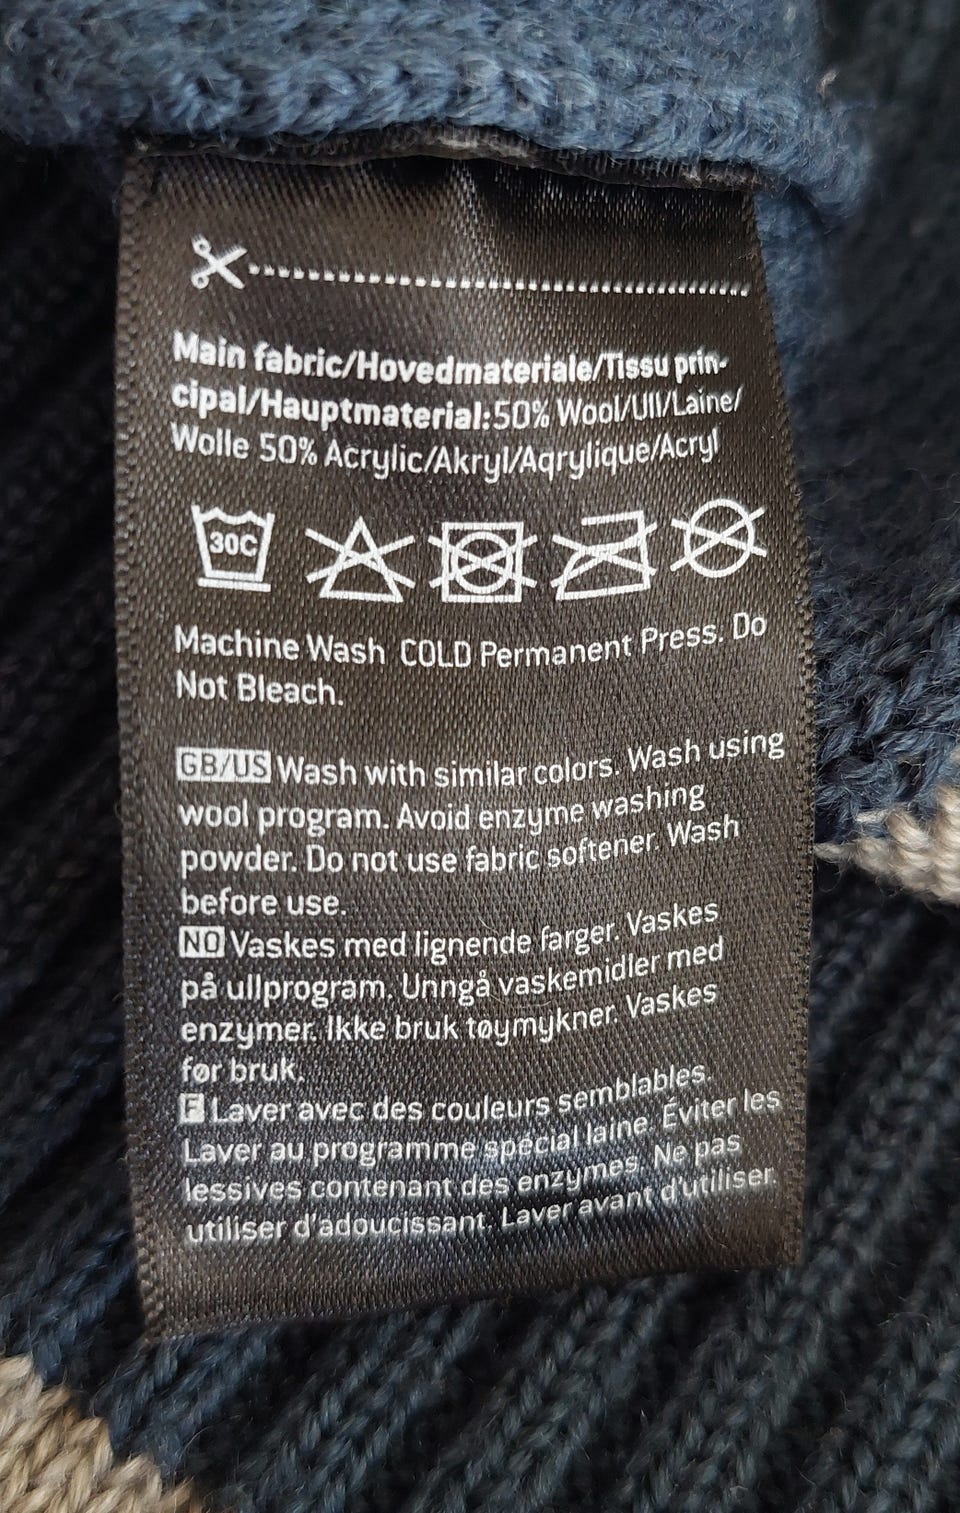 Main fabric/Hovedmateriale/Tissu prin-
cipal/Hauptmaterial:50% Wool/Ull/Laine/
Wolle 50% Acrylic/Akryl/Aqrylique/Acryl
30C
Machine Wash COLD Permanent Press. Do
Not Bleach.
GB/US Wash with similar colors. Wash using
wool program. Avoid enzyme washing
powder. Do not use fabric softener. Wash
before use.
NO Vaskes med lignende farger. Vaskes
på ullprogram. Unngå vaskemidler med
enzymer. Ikke bruk tøymykner. Vaskes
før bruk.
F Laver avec des couleurs semblables.
Laver au programme spécial laine. Éviter les
lessives contenant des enzymes. Ne pas
utiliser d'adoucissant. Laver avant d'utiliser.